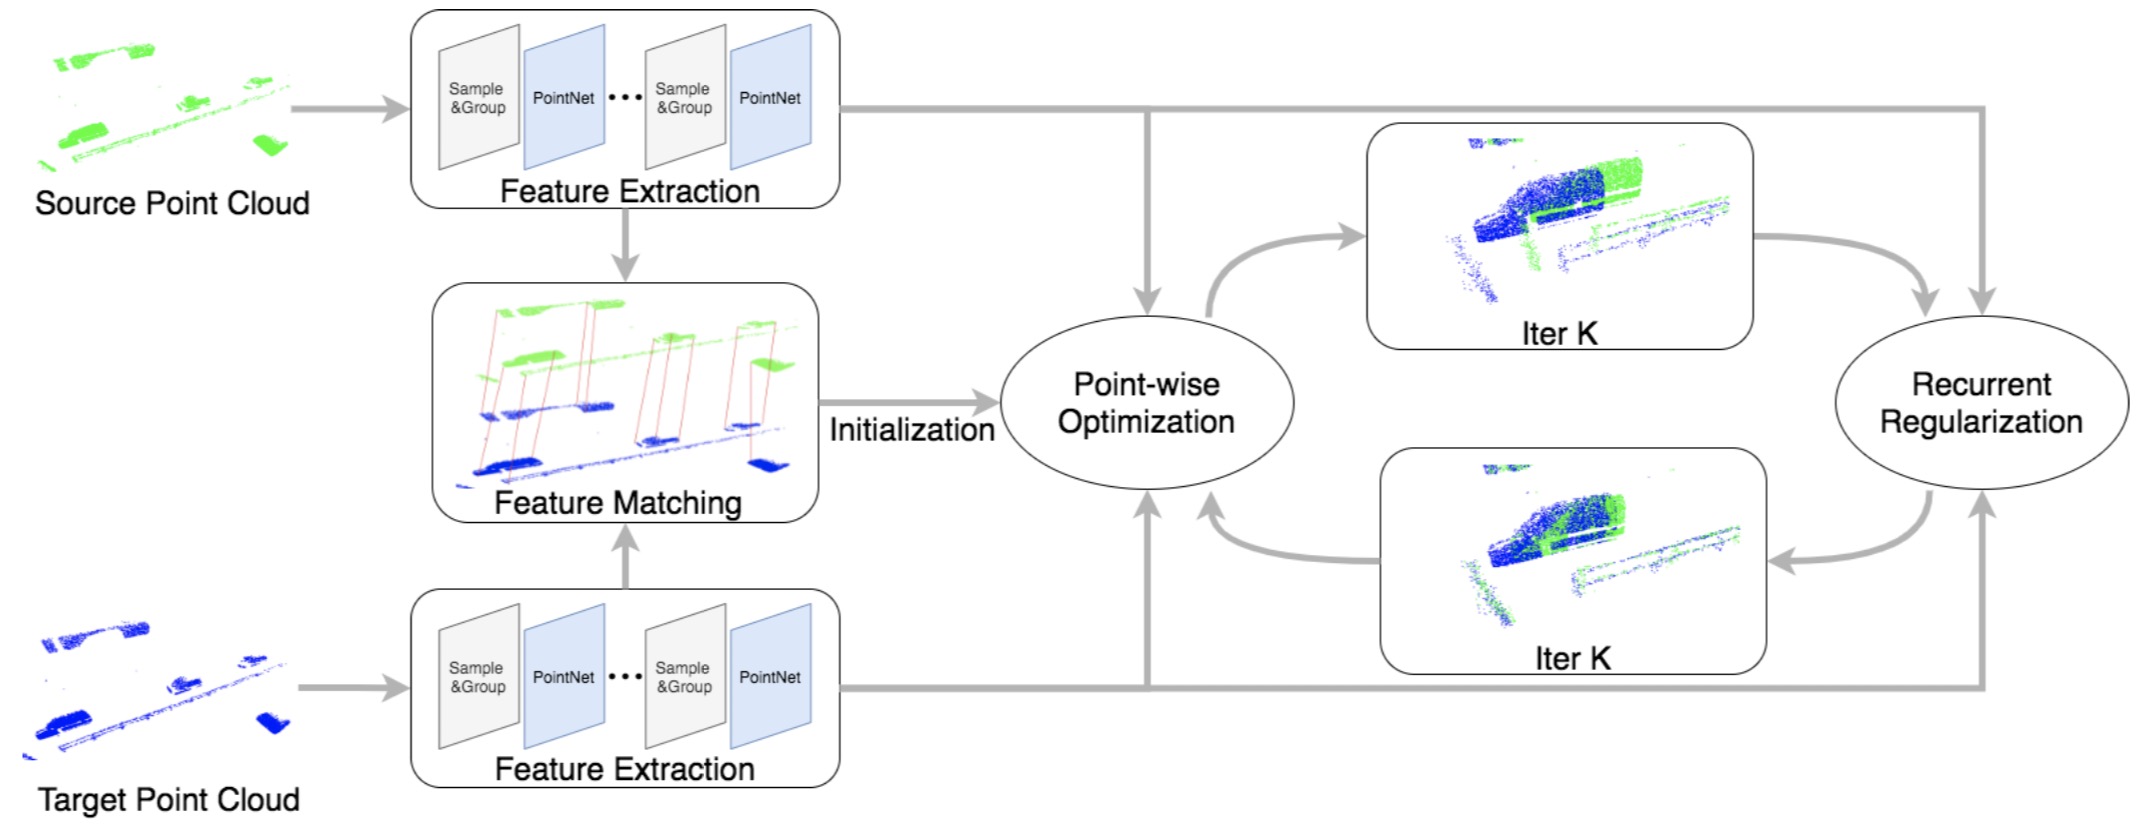 Sample
&Group
PointNet
Sample
&Group
PointNet
Feature Extraction
Source Point Cloud
Iter K
Feature Matching
Initialization
Point-wise
Optimization
Recurrent
Regularization
Iter K
Sample
&Group
PointNet
Sample
&Group
PointNet
Feature Extraction
Target Point Cloud